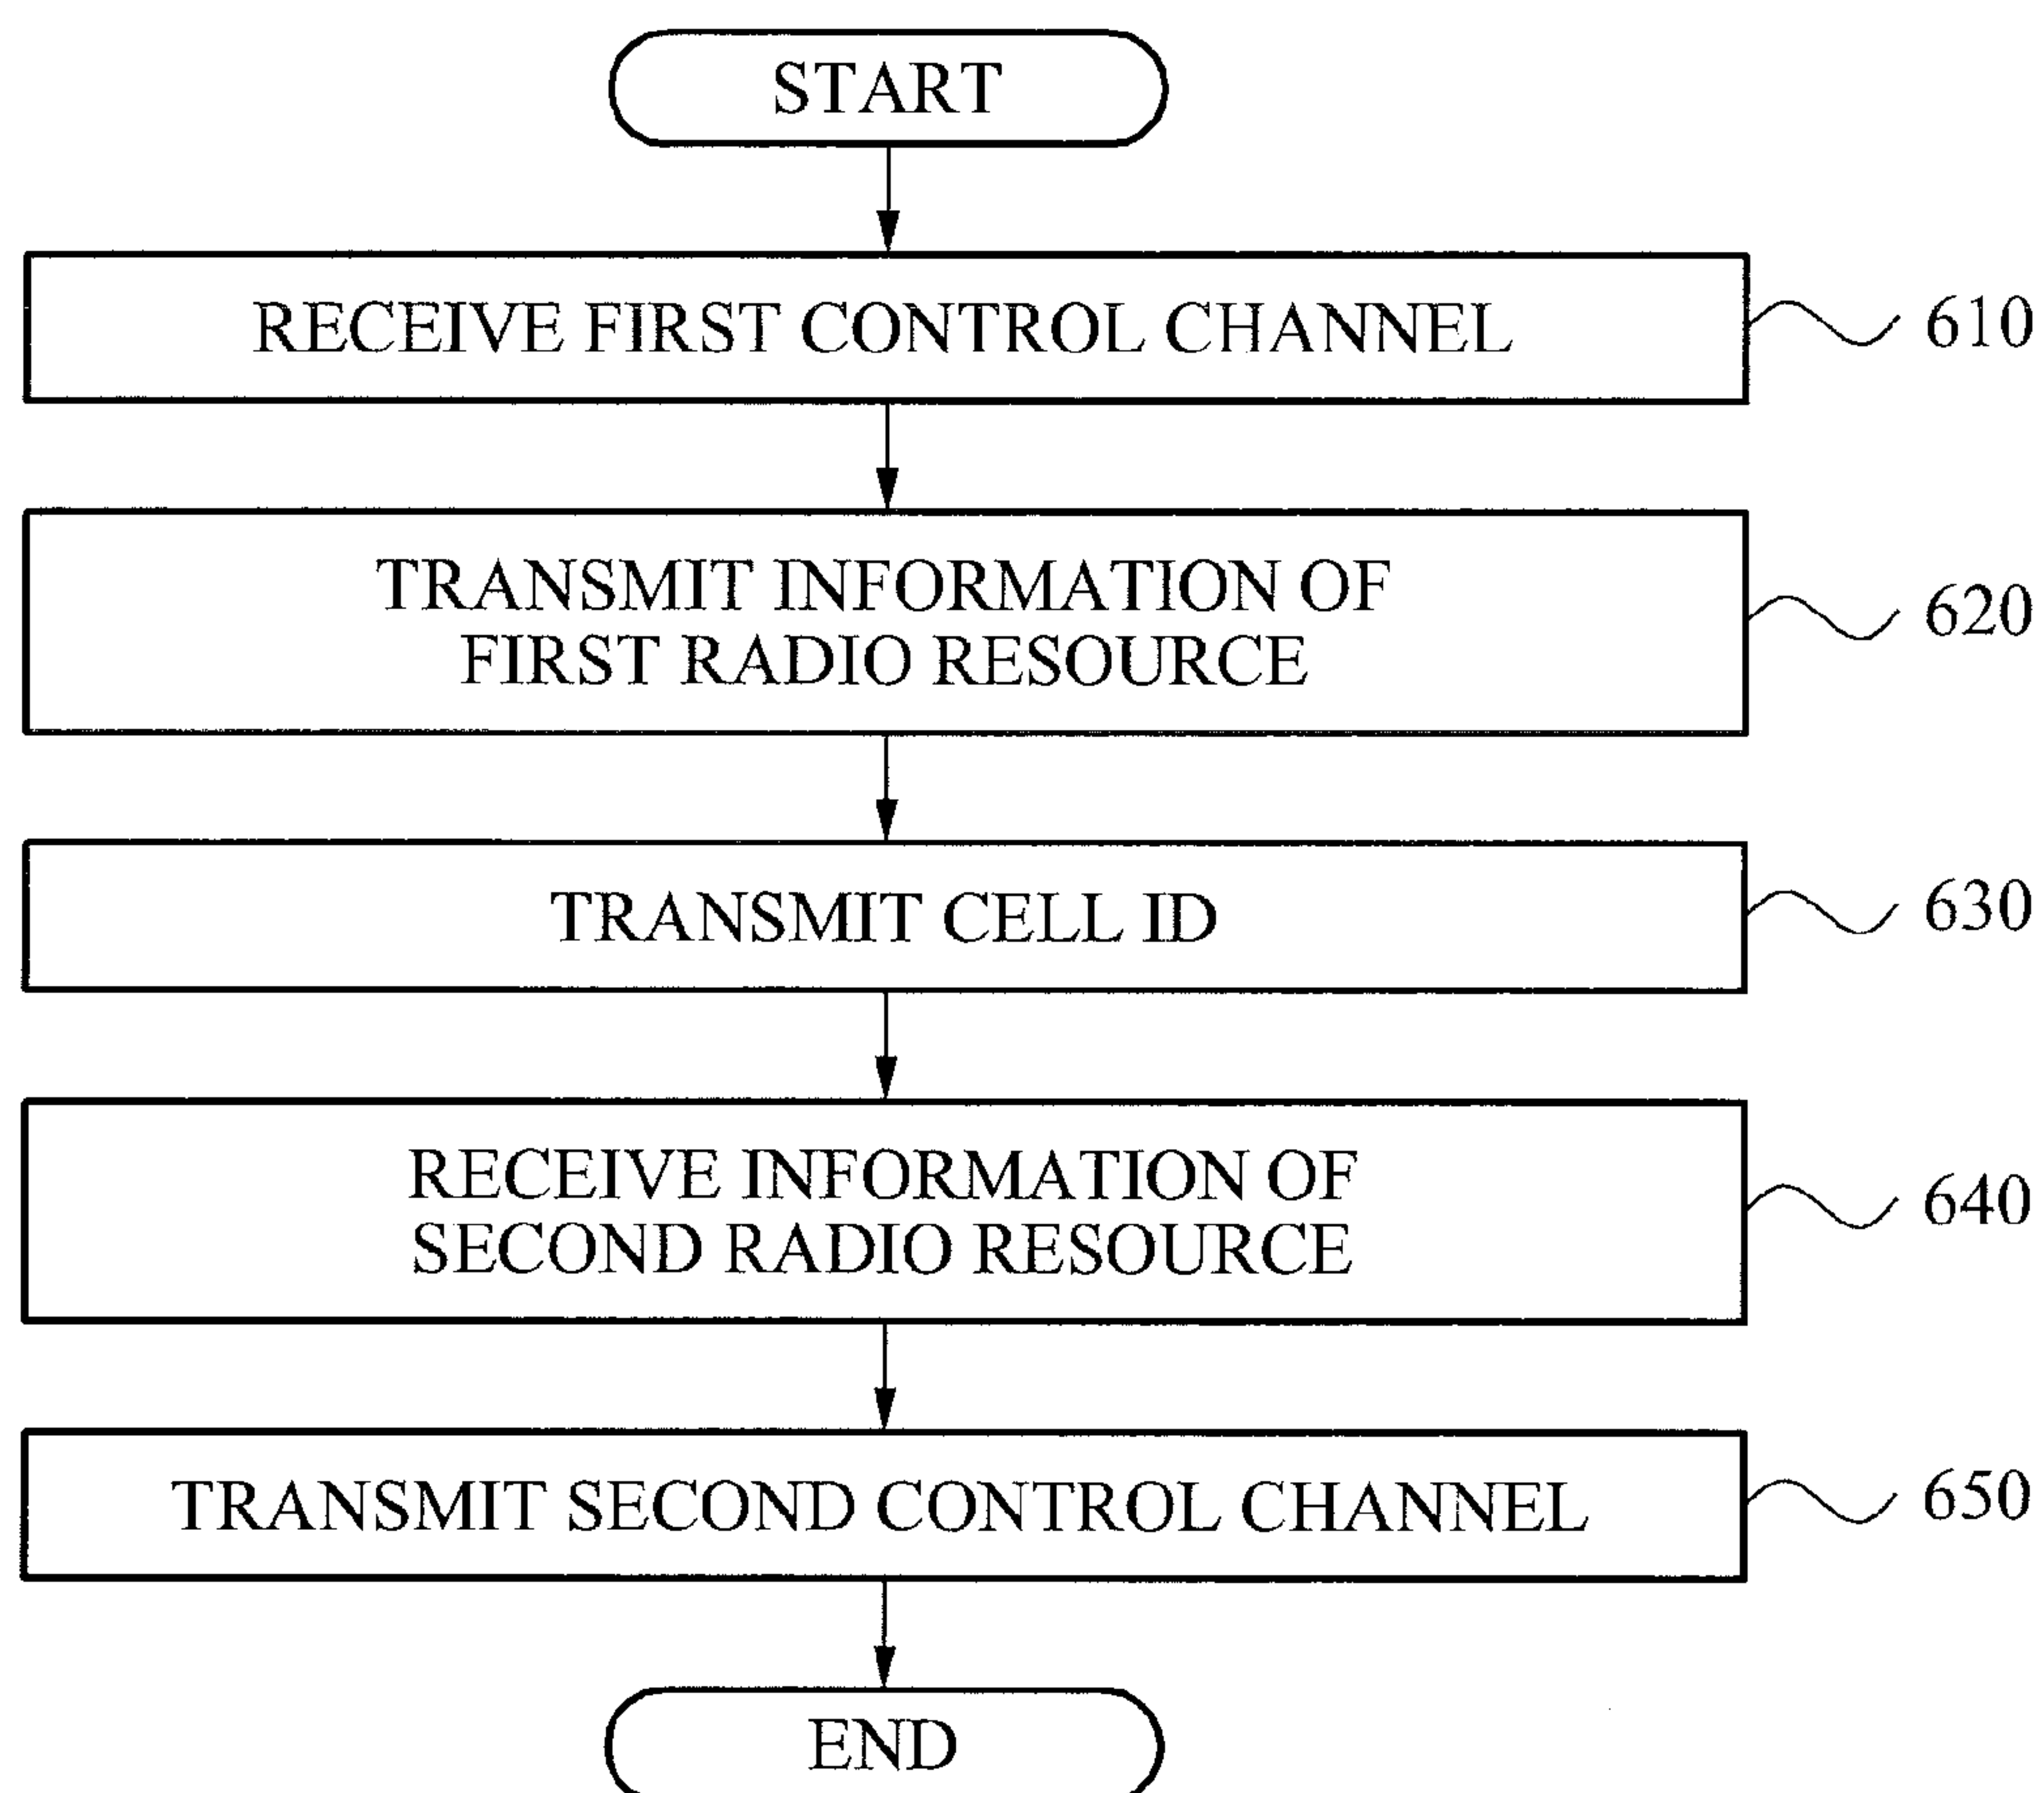 START
RECEIVE FIRST CONTROL CHANNEL
610
TRANSMIT INFORMATION OF
FIRST RADIO RESOURCE
620
TRANSMIT CELL ID
630
RECEIVE INFORMATION OF
SECOND RADIO RESOURCE
640
TRANSMIT SECOND CONTROL CHANNEL
650
END